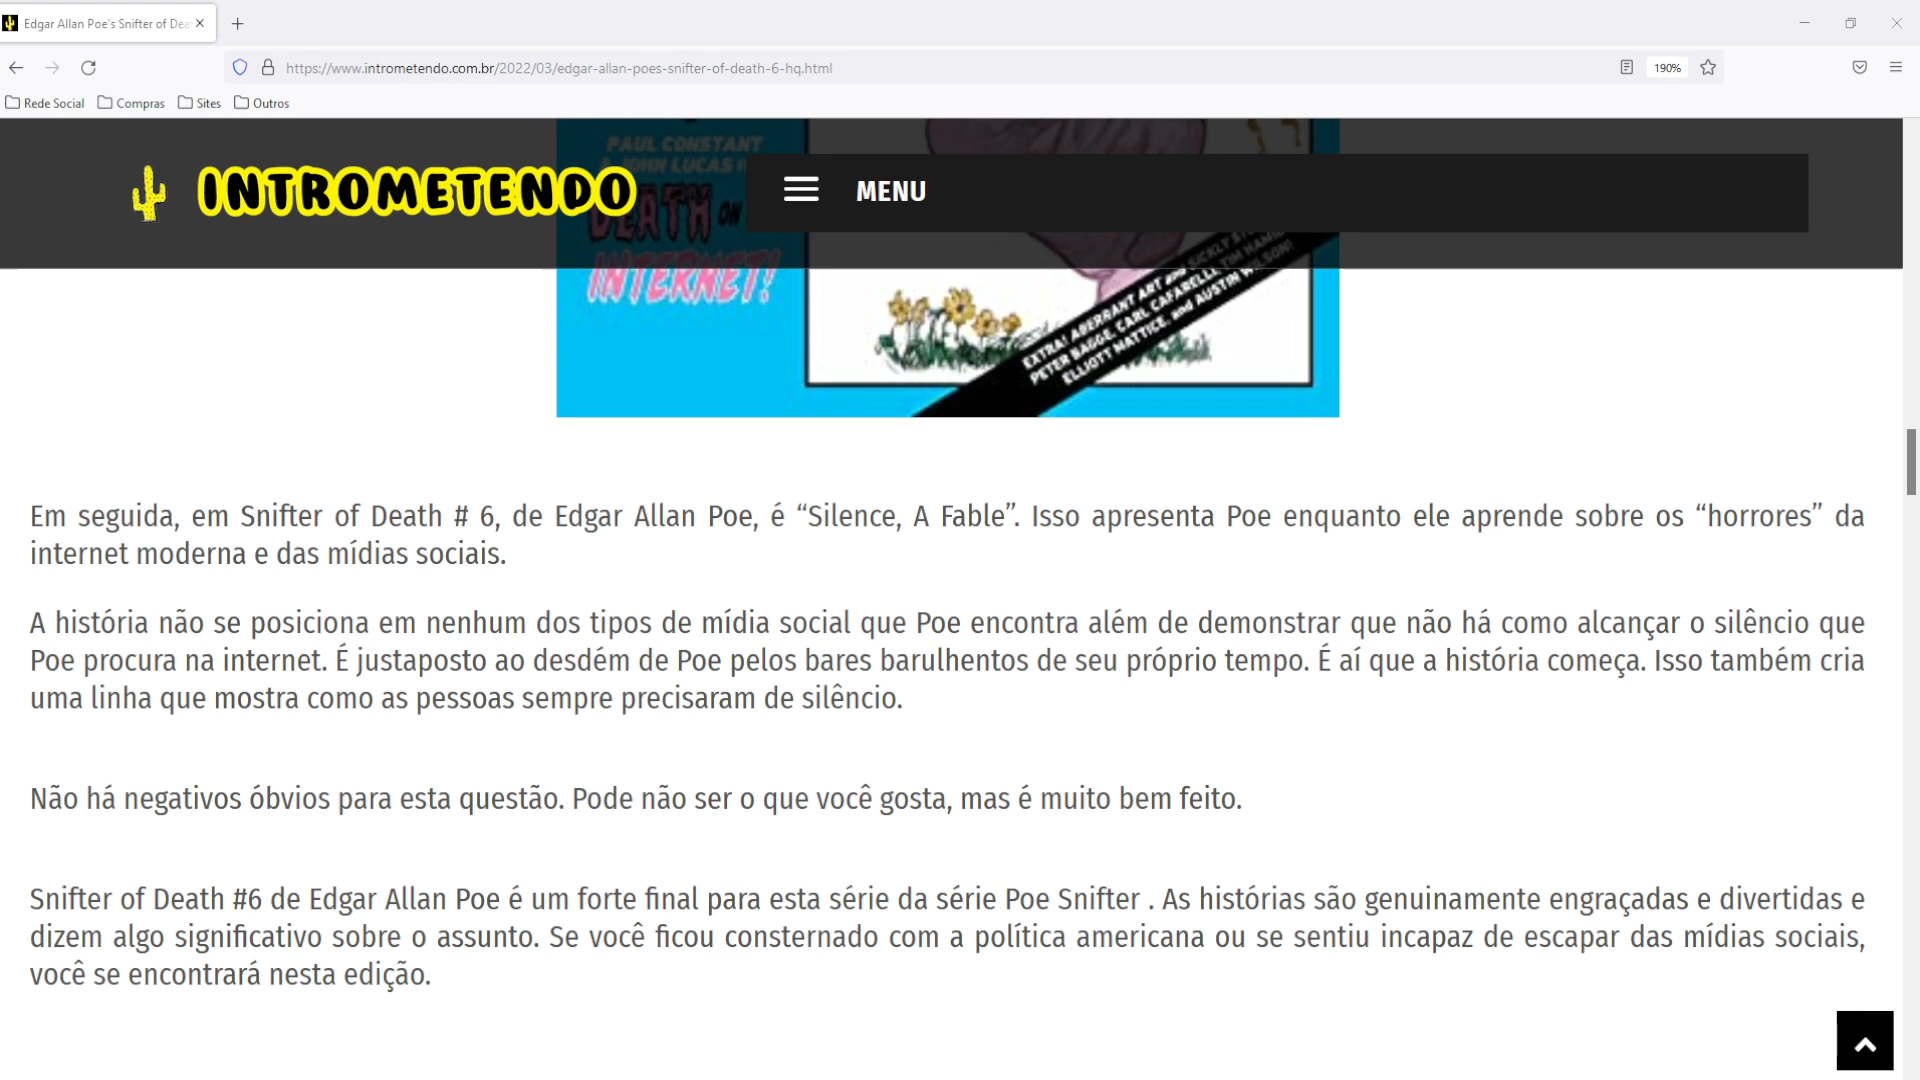 Edgar Allan Poe's Snifter of Dea
https://www.intrometendo.com.br/2022/03/edgar-allan-poes-snifter-of-death-6-hq.html
190%
Rede Social Compras Sites Outros
PAUL CONSTANT
& JOHN LUCAS
DEATH ON
INTERNET!
INTROMETENDO
MENU
EXTRA! ABERRANT ART and SICKLY
PETER BAGGE, CARL CAFARELLI, TIM
ELLIOTT MATTICE, and AUSTIN WILSON!
Em seguida, em Snifter of Death # 6, de Edgar Allan Poe, é “Silence, A Fable”. Isso apresenta Poe enquanto ele aprende sobre os “horrores” da
internet moderna e das mídias sociais.
A história não se posiciona em nenhum dos tipos de mídia social que Poe encontra além de demonstrar que não há como alcançar o silêncio que
Poe procura na internet. É justaposto ao desdém de Poe pelos bares barulhentos de seu próprio tempo. É aí que a história começa. Isso também cria
uma linha que mostra como as pessoas sempre precisaram de silêncio.
Não há negativos óbvios para esta questão. Pode não ser o que você gosta, mas é muito bem feito.
Snifter of Death #6 de Edgar Allan Poe é um forte final para esta série da série Poe Snifter . As histórias são genuinamente engraçadas e divertidas e
dizem algo significativo sobre o assunto. Se você ficou consternado com a política americana ou se sentiu incapaz de escapar das mídias sociais,
você se encontrará nesta edição.